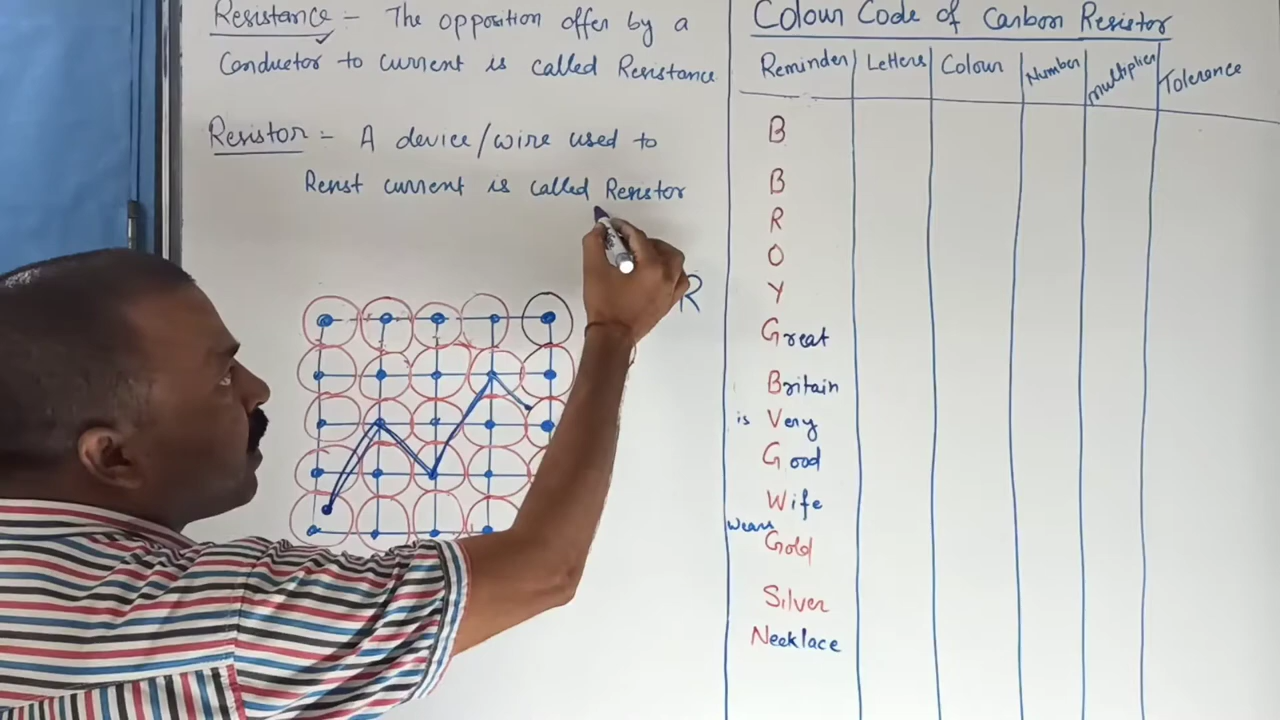 Resistance :- The opposition offer by a
Conductor to current is called Resistance
Resistor :- A device/wire used to
Resist current is called Resistor
R
Colour Code of Carbon Resistor
Reminder Letters Colour Number Multiplier Tolerance
B
B
R
O
Y
Great
Britain
is Very
Good
Wife
wears
Gold
Silver
Necklace